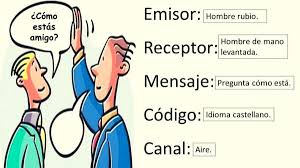 ¿Cómo
estás
amigo?
Emisor: Hombre rubio.
Receptor: Hombre de mano
levantada.
Mensaje: Pregunta cómo está.
Código: Idioma castellano.
Canal: Aire.